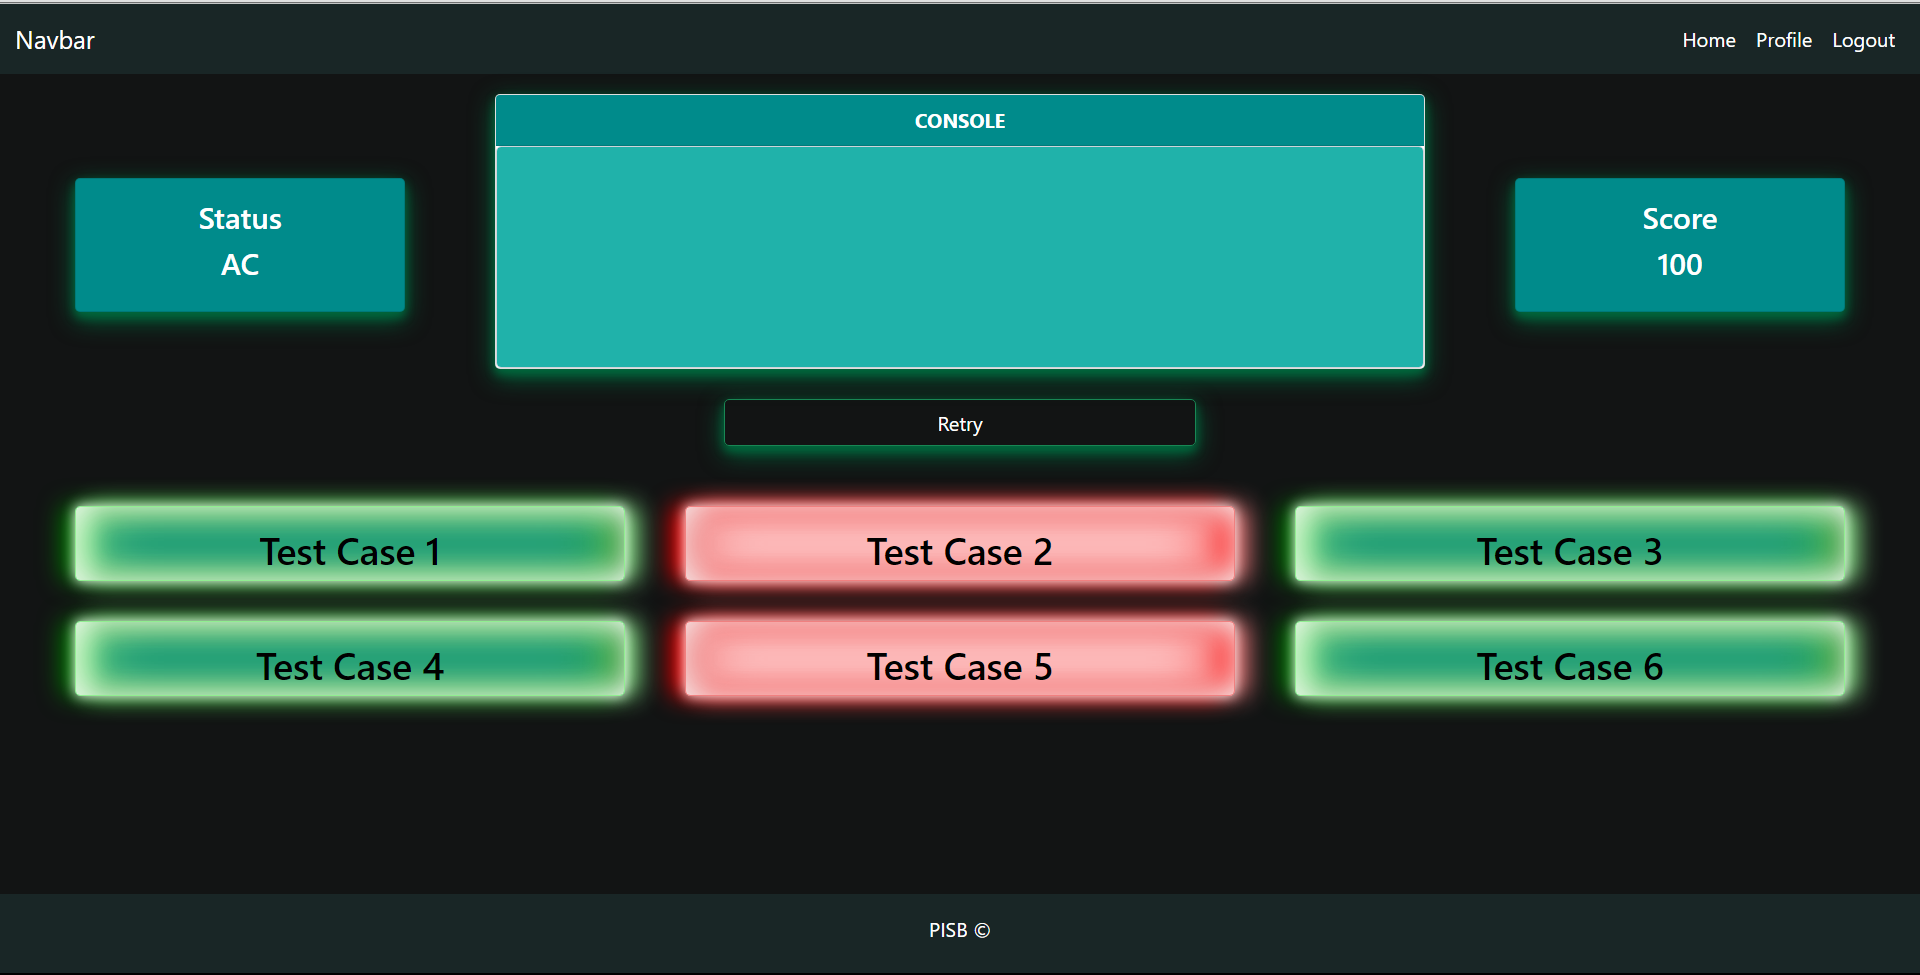 Navbar
Home Profile Logout
CONSOLE
Status
AC
Score
100
Retry
Test Case 1
Test Case 2
Test Case 3
Test Case 4
Test Case 5
Test Case 6
PISB ©